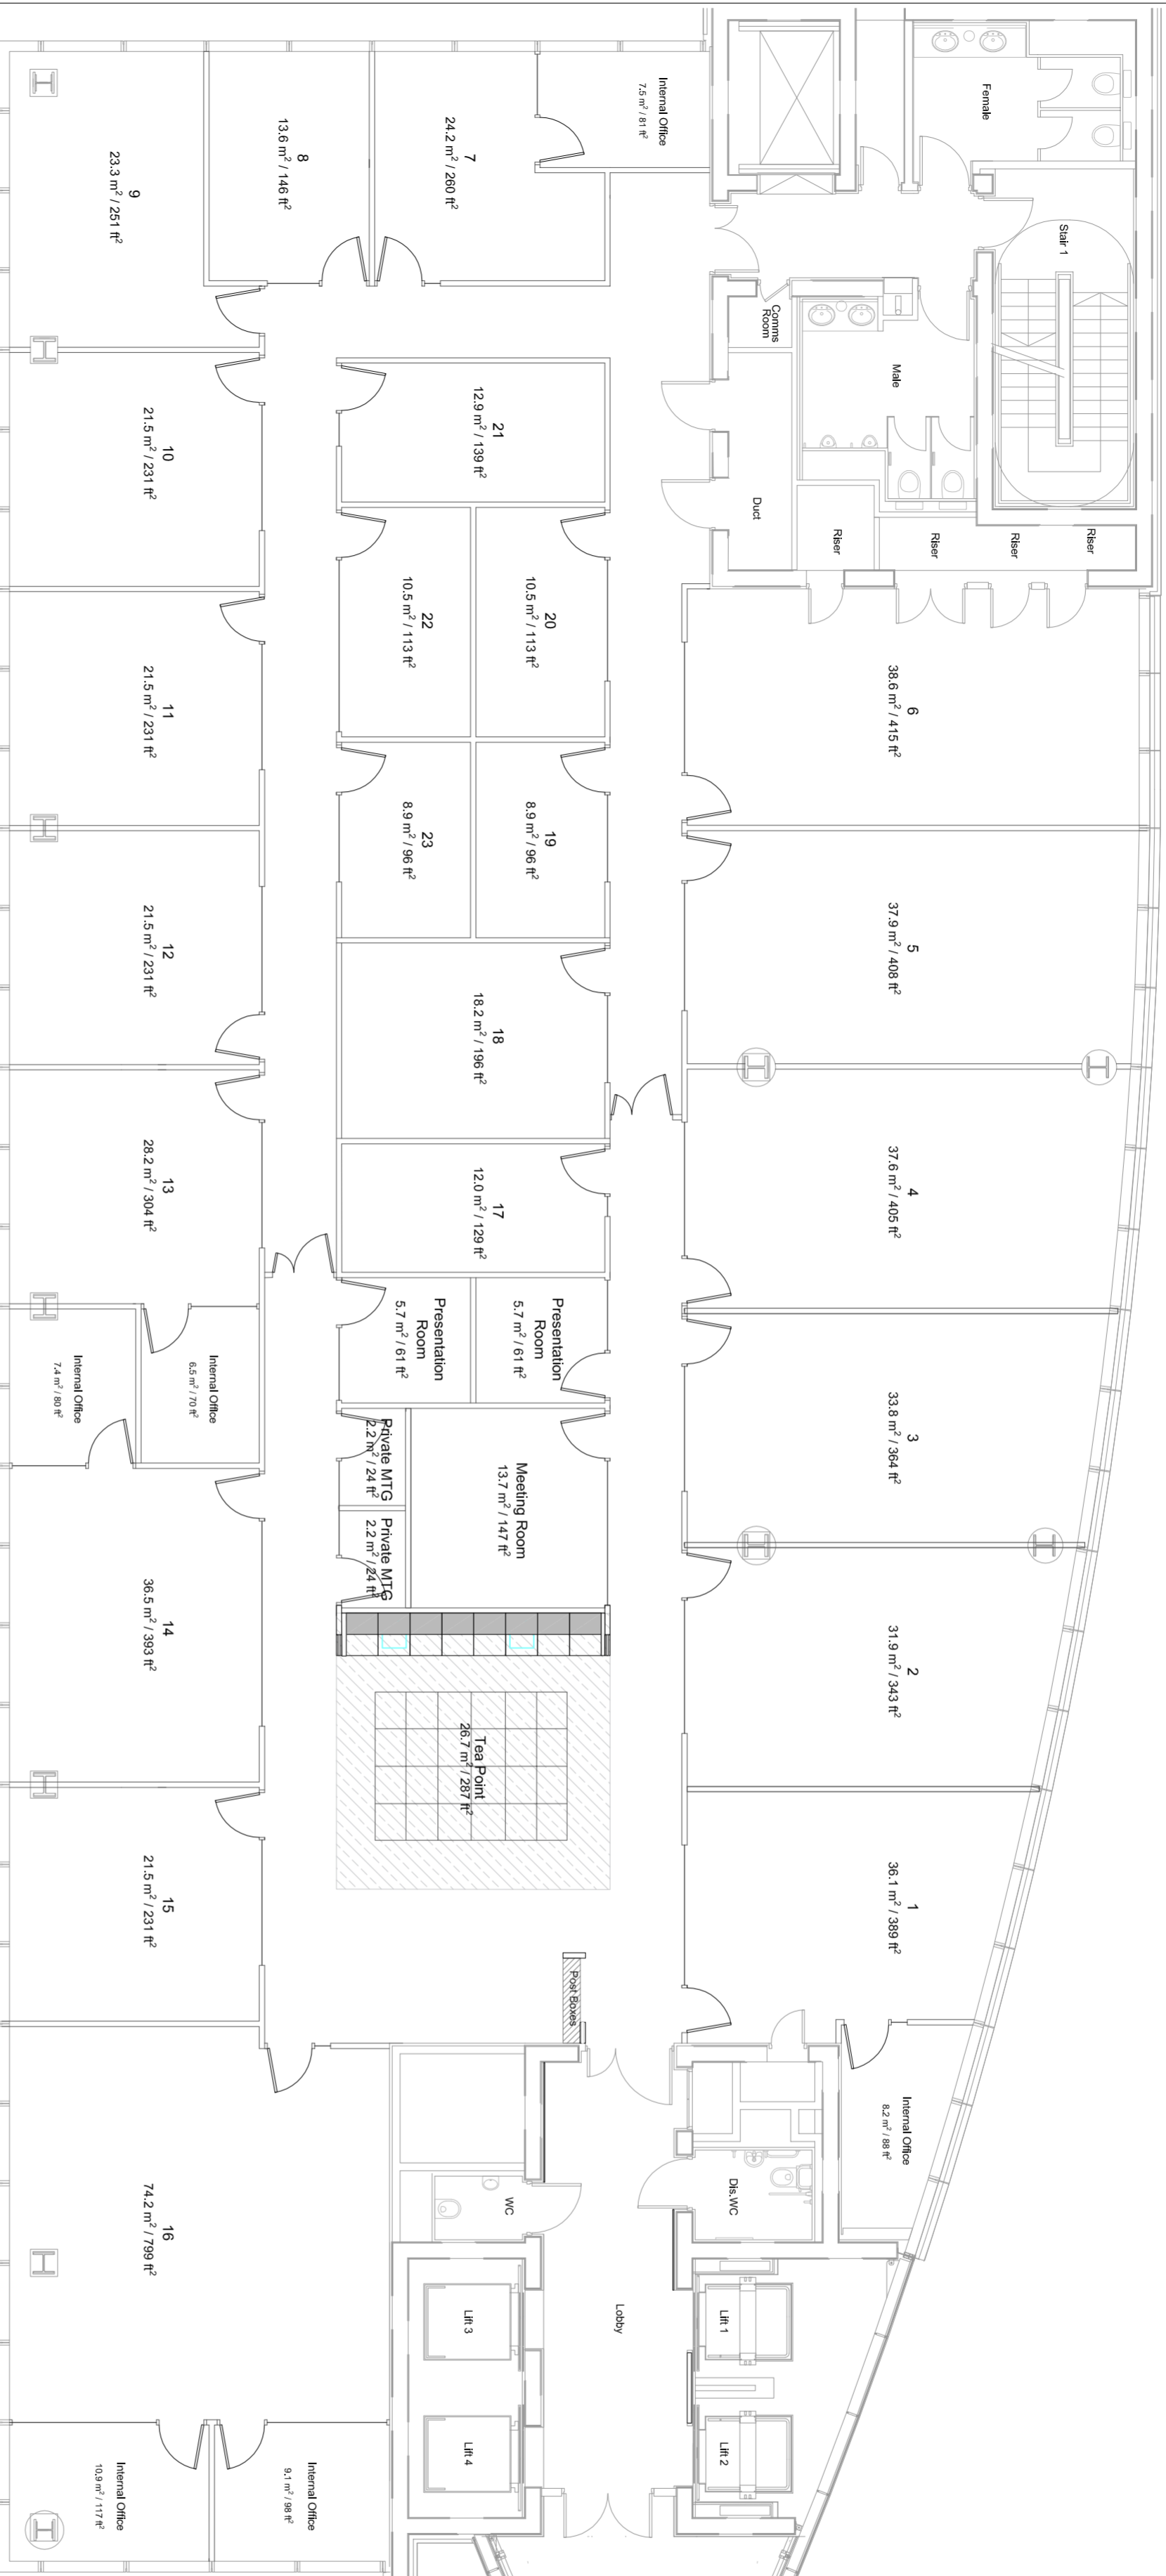 Female
Stair 1
Internal Office
7.5 m² / 81 ft²
7
24.2 m² / 260 ft²
8
13.6 m² / 146 ft²
9
23.3 m² / 251 ft²
Comms
Room
Male
Duct
Riser
Riser
Riser
Riser
21
12.9 m² / 139 ft²
10
21.5 m² / 231 ft²
20
10.5 m² / 113 ft²
22
10.5 m² / 113 ft²
6
38.6 m² / 415 ft²
11
21.5 m² / 231 ft²
19
8.9 m² / 96 ft²
23
8.9 m² / 96 ft²
5
37.9 m² / 408 ft²
12
21.5 m² / 231 ft²
18
18.2 m² / 196 ft²
4
37.6 m² / 405 ft²
17
12.0 m² / 129 ft²
13
28.2 m² / 304 ft²
Presentation
Room
5.7 m² / 61 ft²
Presentation
Room
5.7 m² / 61 ft²
Internal Office
6.5 m² / 70 ft²
Internal Office
7.4 m² / 80 ft²
3
33.8 m² / 364 ft²
Meeting Room
13.7 m² / 147 ft²
Private MTG
2.2 m² / 24 ft²
Private MTG
2.2 m² / 24 ft²
2
31.9 m² / 343 ft²
14
36.5 m² / 393 ft²
Tea Point
26.7 m² / 287 ft²
1
36.1 m² / 389 ft²
15
21.5 m² / 231 ft²
Post Boxes
Internal Office
8.2 m² / 88 ft²
Dis.WC
WC
16
74.2 m² / 799 ft²
Lobby
Lift 1
Lift 3
Lift 2
Lift 4
Internal Office
9.1 m² / 98 ft²
Internal Office
10.9 m² / 117 ft²